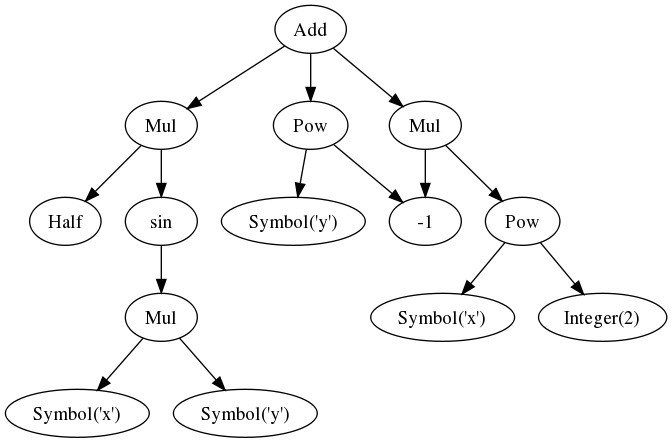 Add
Mul
Pow
Mul
Half
sin
Symbol('y')
-1
Pow
Mul
Symbol('x')
Integer(2)
Symbol('x')
Symbol('y')